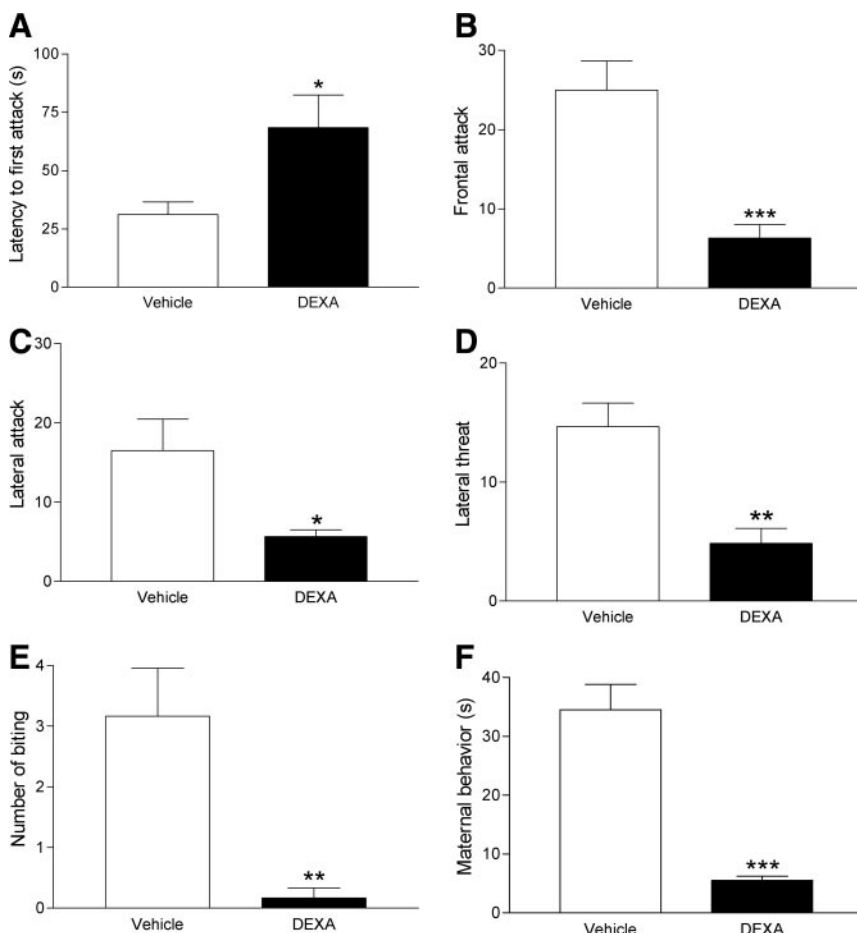 A
Latency to first attack (s)
100
75
50
25
0
*
Vehicle
DEXA
B
Frontal attack
30
20
10
0
***
Vehicle
DEXA
C
Lateral attack
30
20
10
0
*
Vehicle
DEXA
D
Lateral threat
20
10
0
**
Vehicle
DEXA
E
Number of biting
4
3
2
1
0
**
Vehicle
DEXA
F
Maternal behavior (s)
40
30
20
10
0
***
Vehicle
DEXA